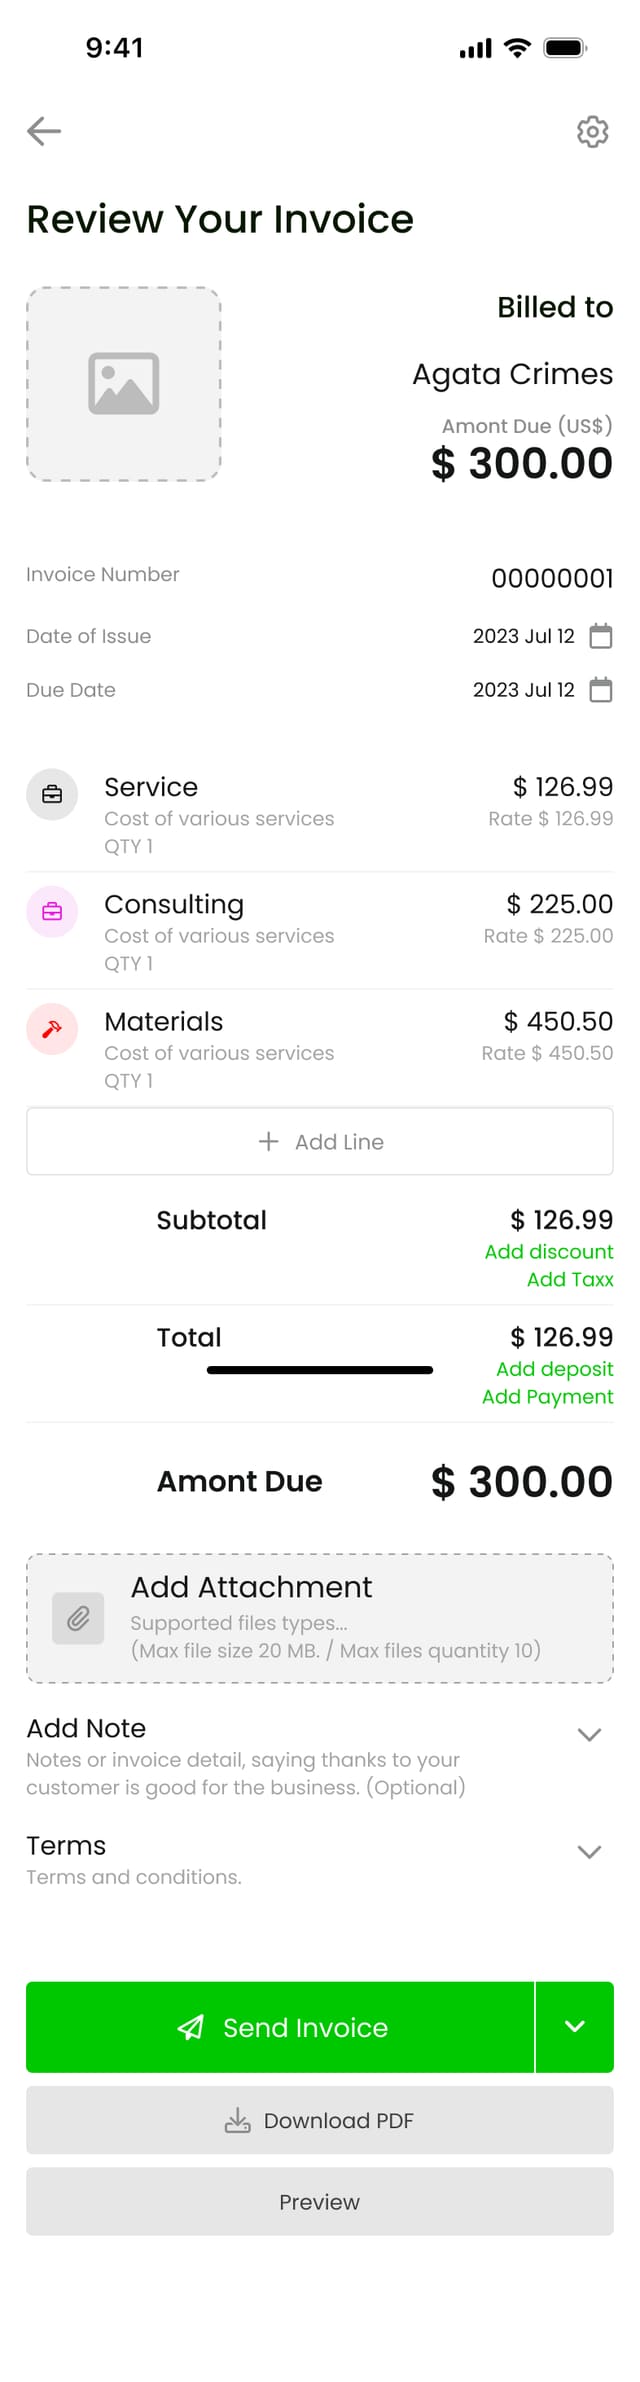 9:41
Review Your Invoice
Billed to
Agata Crimes
Amont Due (US$)
$ 300.00
Invoice Number
00000001
Date of Issue
2023 Jul 12
Due Date
2023 Jul 12
Service
$ 126.99
Cost of various services
Rate $ 126.99
QTY 1
Consulting
$ 225.00
Cost of various services
Rate $ 225.00
QTY 1
Materials
$ 450.50
Cost of various services
Rate $ 450.50
QTY 1
Add Line
Subtotal
$ 126.99
Add discount
Add Taxx
Total
$ 126.99
Add deposit
Add Payment
Amont Due
$ 300.00
Add Attachment
Supported files types...
(Max file size 20 MB. / Max files quantity 10)
Add Note
Notes or invoice detail, saying thanks to your
customer is good for the business. (Optional)
Terms
Terms and conditions.
Send Invoice
Download PDF
Preview